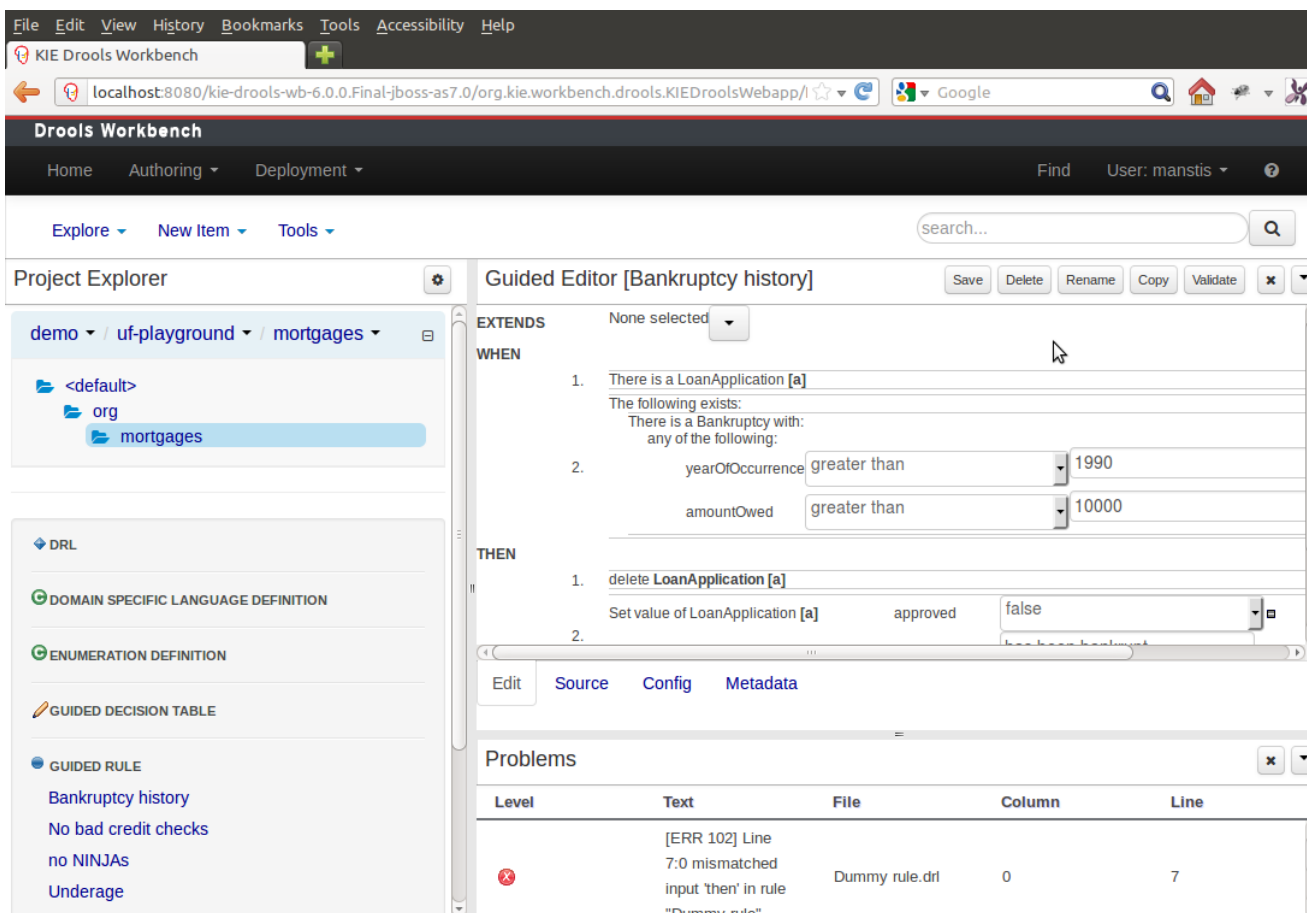 File Edit View History Bookmarks Tools Accessibility Help
KIE Drools Workbench
localhost:8080/kie-drools-wb-6.0.0.Final-jboss-as7.0/org.kie.workbench.drools.KIEDroolsWebapp/ Google
Drools Workbench
Home Authoring Deployment Find User: manstis
Explore New Item Tools search...
Project Explorer
demo / uf-playground / mortgages
<default>
org
mortgages
DRL
DOMAIN SPECIFIC LANGUAGE DEFINITION
ENUMERATION DEFINITION
GUIDED DECISION TABLE
GUIDED RULE
Bankruptcy history
No bad credit checks
no NINJAs
Underage
Guided Editor [Bankruptcy history] Save Delete Rename Copy Validate
EXTENDS None selected
WHEN
1. There is a LoanApplication [a]
The following exists:
There is a Bankruptcy with:
any of the following:
2. yearOfOccurrence greater than 1990
amountOwed greater than 10000
THEN
1. delete LoanApplication [a]
Set value of LoanApplication [a] approved false
2. has been bankrupt
Edit Source Config Metadata
Problems
Level Text File Column Line
[ERR 102] Line
7:0 mismatched
input 'then' in rule
"Dummy rule"
Dummy rule.drl 0 7